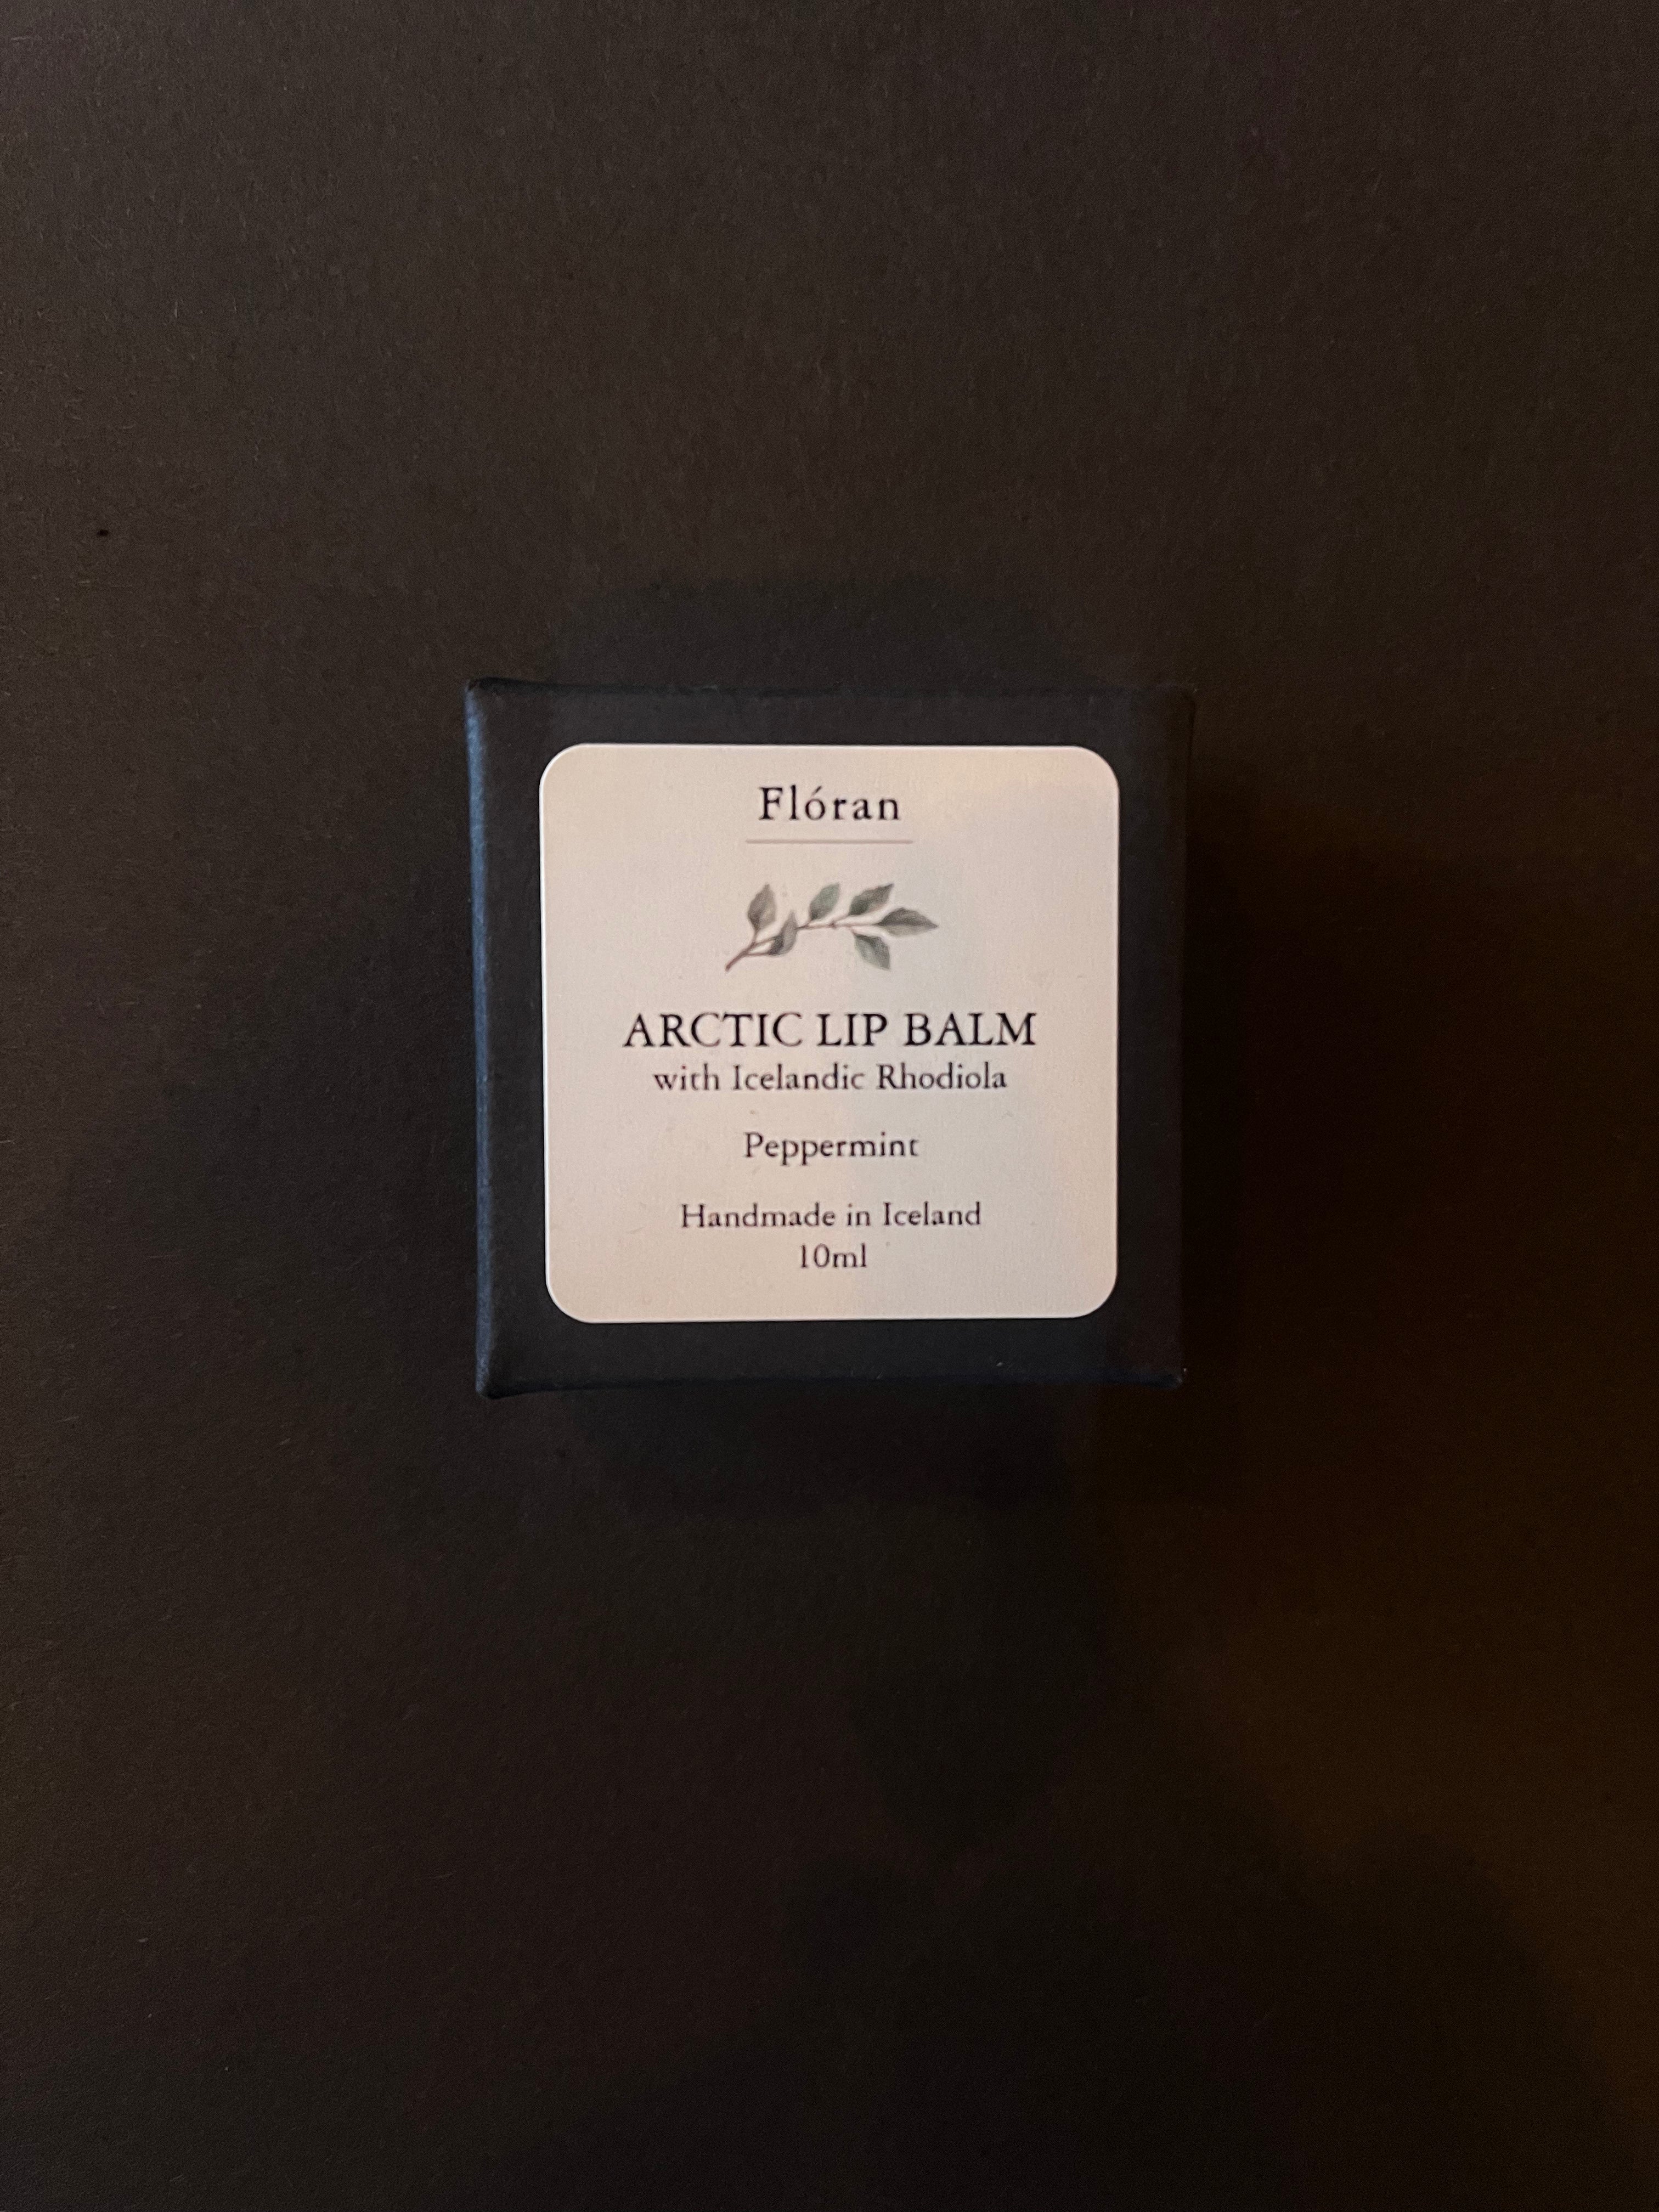 Flóran
ARCTIC LIP BALM
with Icelandic Rhodiola
Peppermint
Handmade in Iceland
10ml